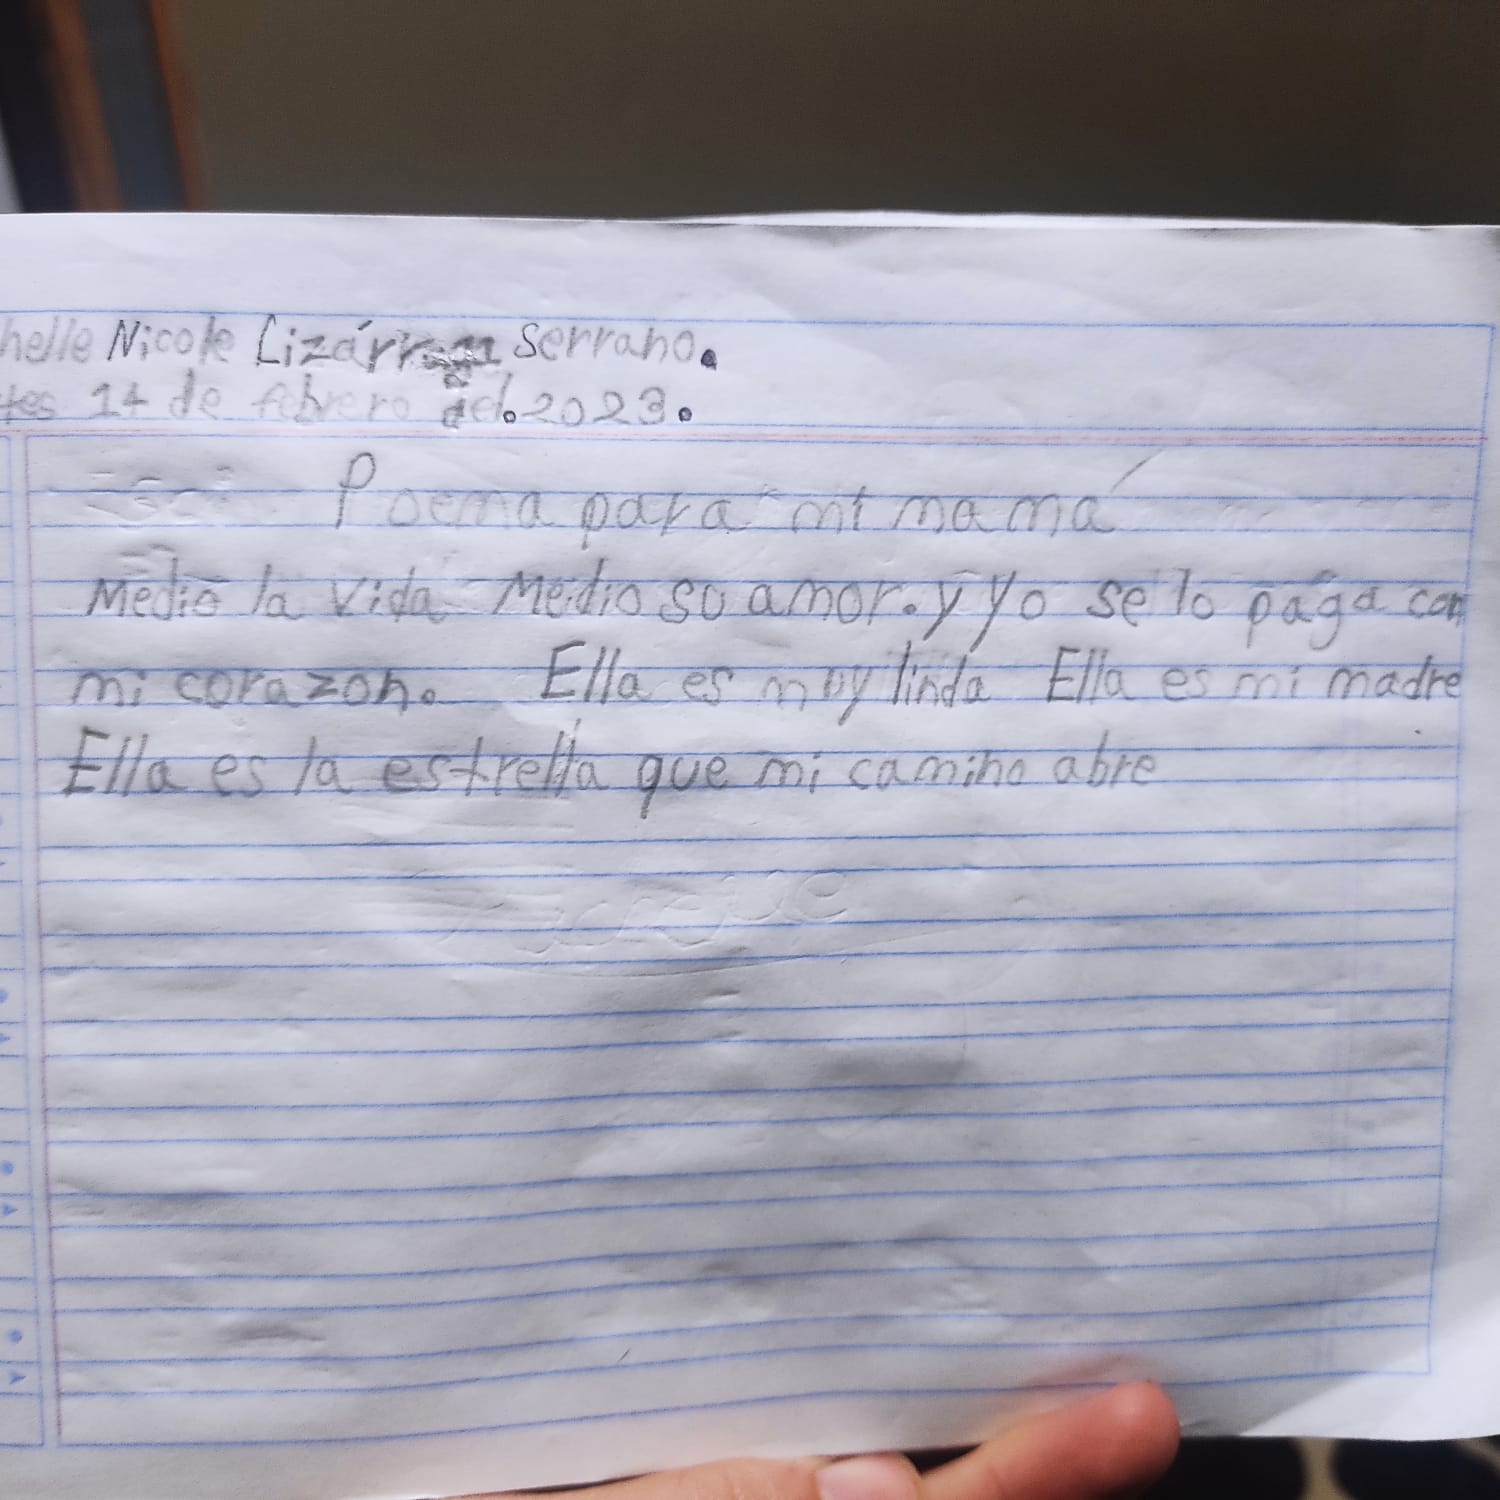 helle Nicole Lizárraga Serrano.
tes 14 de febrero del. 2023.
Poema para mi mamá
Medio la vida Medio su amor. y yo se lo paga con
mi corazon. Ella es muy linda Ella es mi madre
Ella es la estrella que mi camino abre